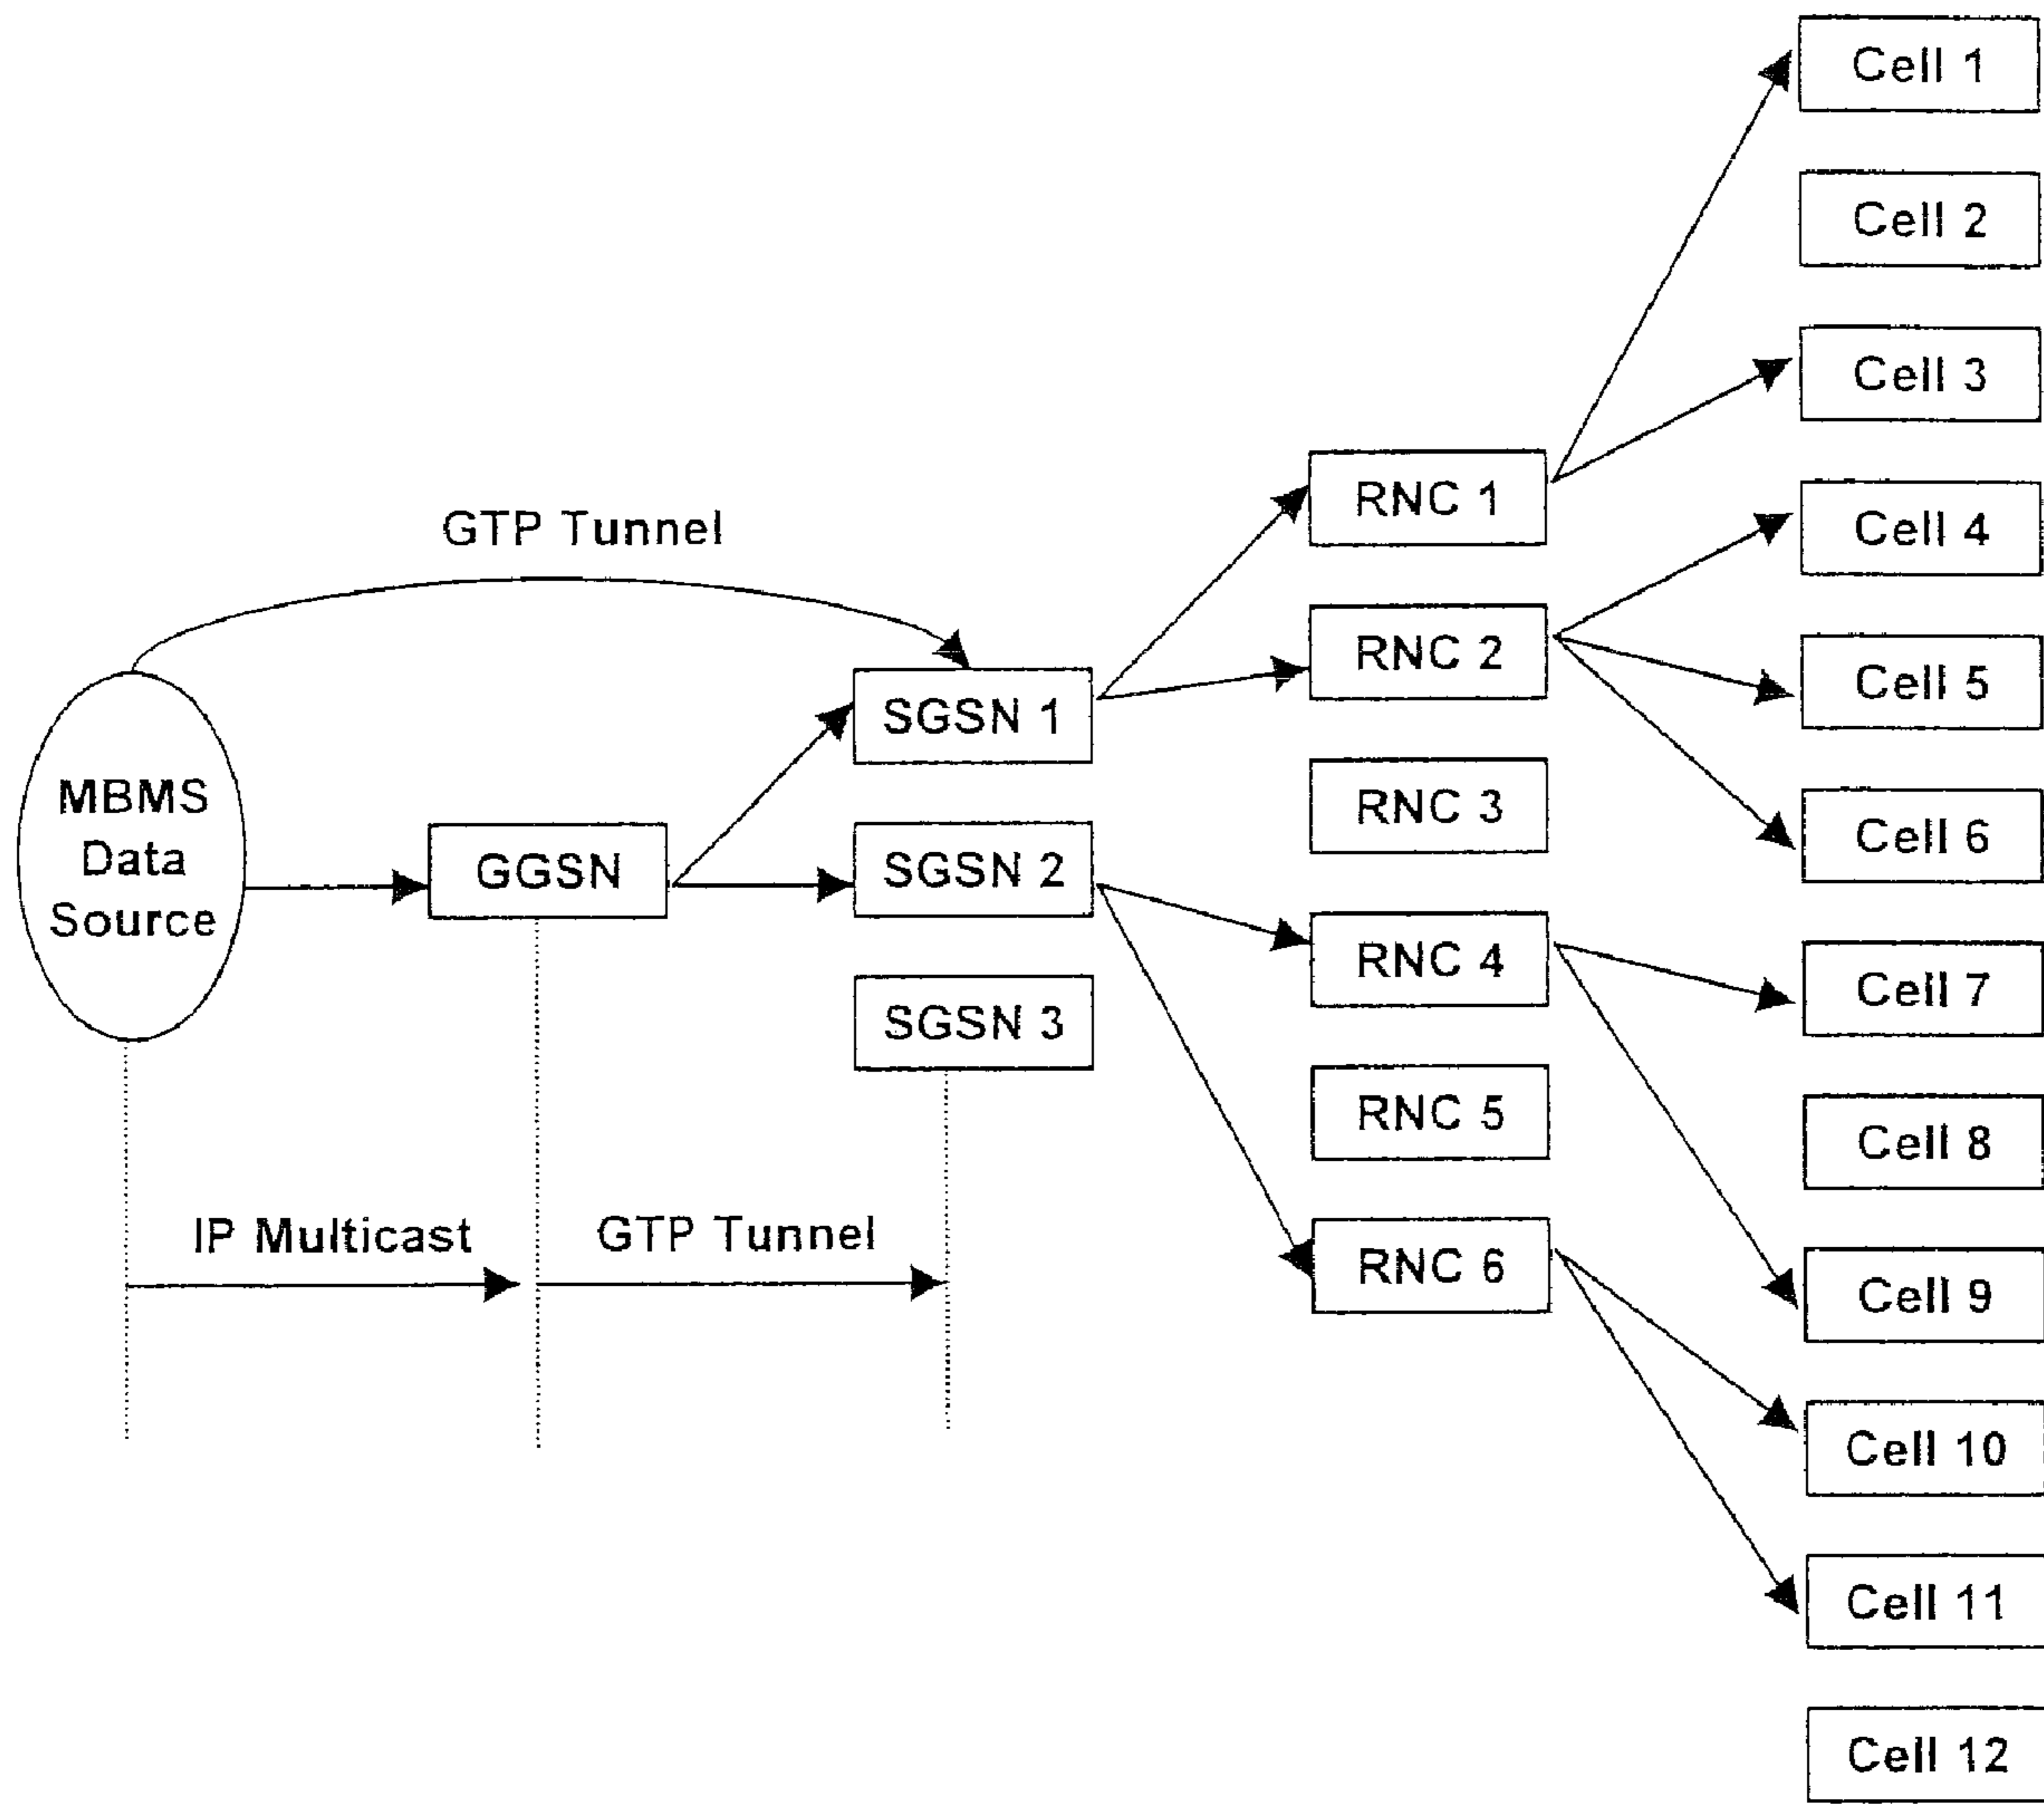 GTP Tunnel
MBMS
Data
Source
GGSN
SGSN 1
SGSN 2
SGSN 3
IP Multicast
GTP Tunnel
RNC 1
RNC 2
RNC 3
RNC 4
RNC 5
RNC 6
Cell 1
Cell 2
Cell 3
Cell 4
Cell 5
Cell 6
Cell 7
Cell 8
Cell 9
Cell 10
Cell 11
Cell 12